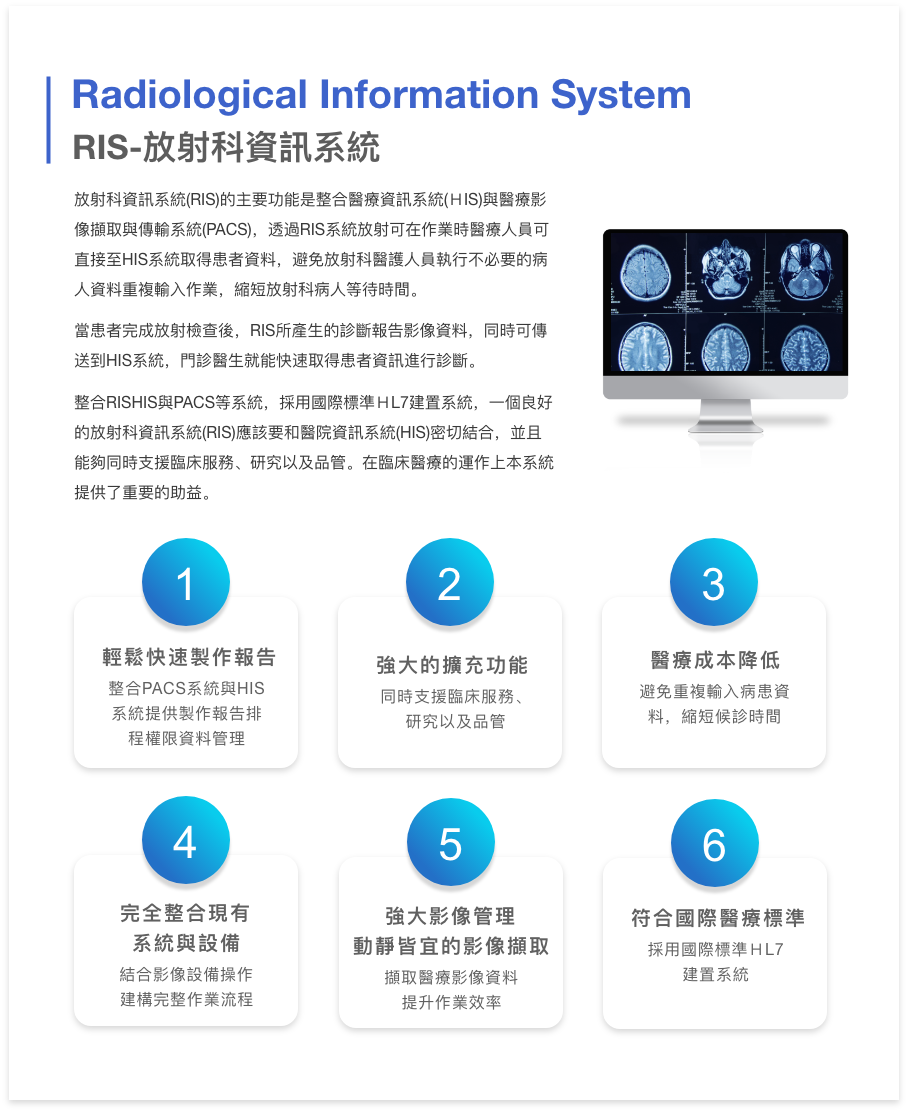 Radiological Information System
RIS-放射科資訊系統
放射科資訊系統(RIS)的主要功能是整合醫療資訊系統(ＨIS)與醫療影
像擷取與傳輸系統(PACS)，透過RIS系統放射可在作業時醫療人員可
直接至HIS系統取得患者資料，避免放射科醫護人員執行不必要的病
人資料重複輸入作業，縮短放射科病人等待時間。
當患者完成放射檢查後，RIS所產生的診斷報告影像資料，同時可傳
送到HIS系統，門診醫生就能快速取得患者資訊進行診斷。
整合RISHIS與PACS等系統，採用國際標準ＨL7建置系統，一個良好
的放射科資訊系統(RIS)應該要和醫院資訊系統(HIS)密切結合，並且
能夠同時支援臨床服務、研究以及品管。在臨床醫療的運作上本系統
提供了重要的助益。
1
輕鬆快速製作報告
整合PACS系統與HIS
系統提供製作報告排
程權限資料管理
2
強大的擴充功能
同時支援臨床服務、
研究以及品管
3
醫療成本降低
避免重複輸入病患資
料，縮短候診時間
4
完全整合現有
系統與設備
結合影像設備操作
建構完整作業流程
5
強大影像管理
動靜皆宜的影像擷取
擷取醫療影像資料
提升作業效率
6
符合國際醫療標準
採用國際標準ＨL7
建置系統